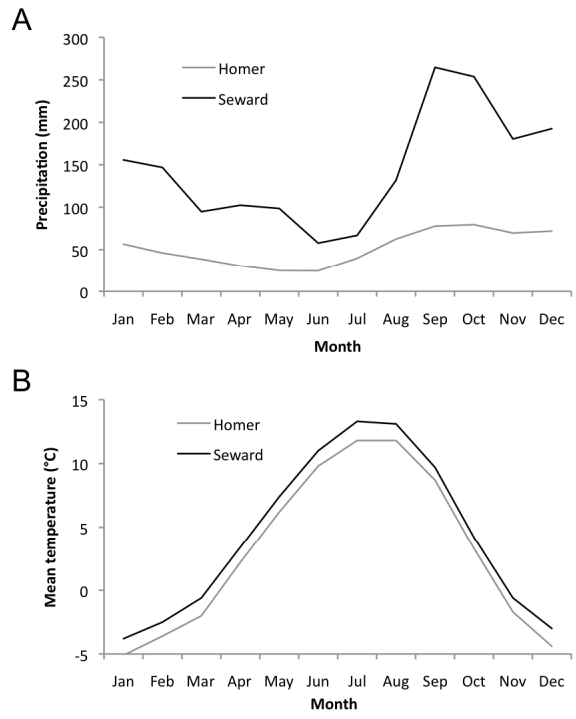 A
300
250
200
150
100
50
0
Precipitation (mm)
Homer
Seward
Jan Feb Mar Apr May Jun Jul Aug Sep Oct Nov Dec
Month
B
15
10
5
0
-5
Mean temperature (°C)
Homer
Seward
Jan Feb Mar Apr May Jun Jul Aug Sep Oct Nov Dec
Month